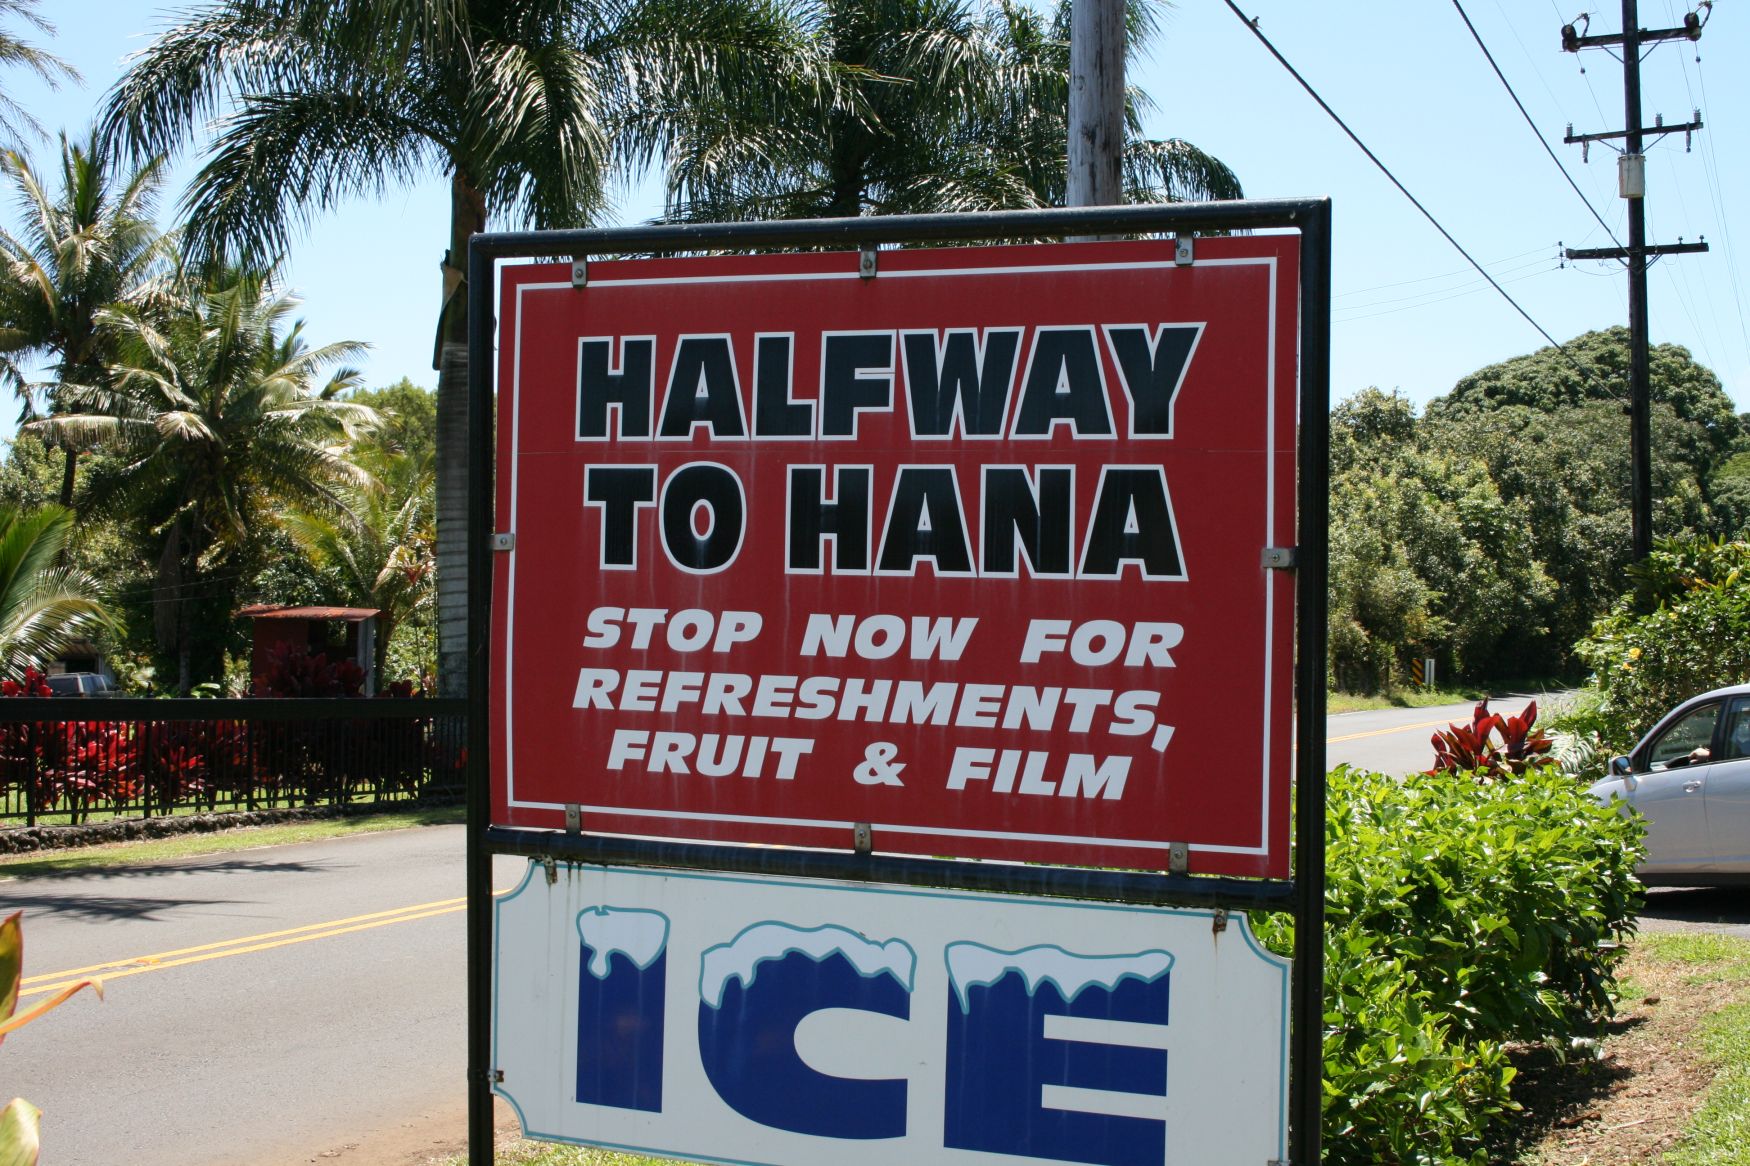 HALFWAY
TO HANA
STOP NOW FOR
REFRESHMENTS,
FRUIT & FILM
ICE